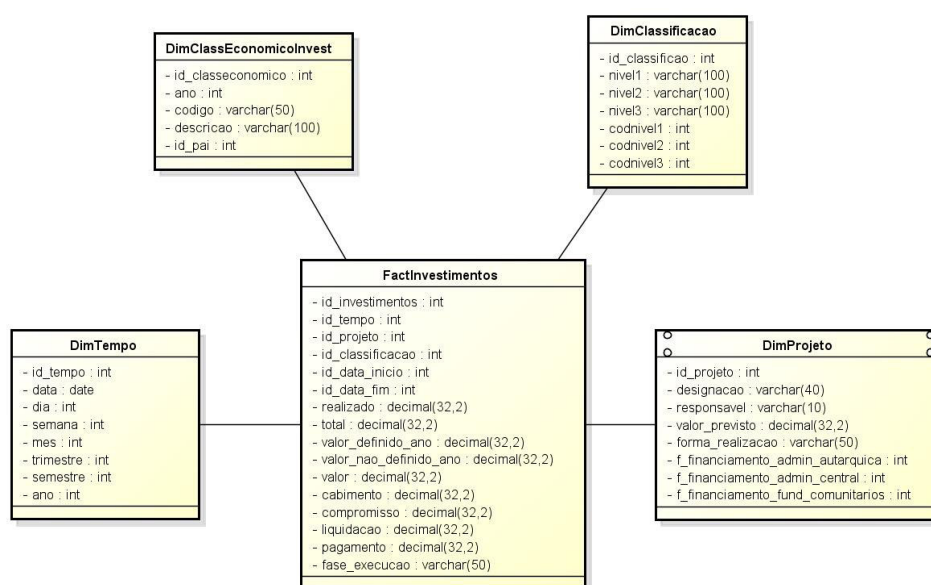 DimClassEconomicoInvest
- id_classeconomico : int
- ano : int
- codigo : varchar(50)
- descricao : varchar(100)
- id_pai : int
DimClassificacao
- id_classificao : int
- nivel1 : varchar(100)
- nivel2 : varchar(100)
- nivel3 : varchar(100)
- codnivel1 : int
- codnivel2 : int
- codnivel3 : int
DimTempo
- id_tempo : int
- data : date
- dia : int
- semana : int
- mes : int
- trimestre : int
- semestre : int
- ano : int
FactInvestimentos
- id_investimentos : int
- id_tempo : int
- id_projeto : int
- id_classificacao : int
- id_data_inicio : int
- id_data_fim : int
- realizado : decimal(32,2)
- total : decimal(32,2)
- valor_definido_ano : decimal(32,2)
- valor_nao_definido_ano : decimal(32,2)
- valor : decimal(32,2)
- cabimento : decimal(32,2)
- compromisso : decimal(32,2)
- liquidacao : decimal(32,2)
- pagamento : decimal(32,2)
- fase_execucao : varchar(50)
DimProjeto
- id_projeto : int
- designacao : varchar(40)
- responsavel : varchar(10)
- valor_previsto : decimal(32,2)
- forma_realizacao : varchar(50)
- f_financiamento_admin_autarquica : int
- f_financiamento_admin_central : int
- f_financiamento_fund_comunitarios : int